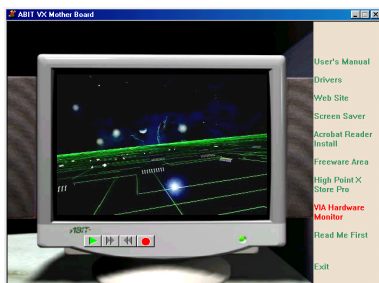 ABIT VX Mother Board
User's Manual
Drivers
Web Site
Screen Saver
Acrobat Reader
Install
Freeware Area
High Point X
Store Pro
VIA Hardware
Monitor
Read Me First
ABIT
Exit